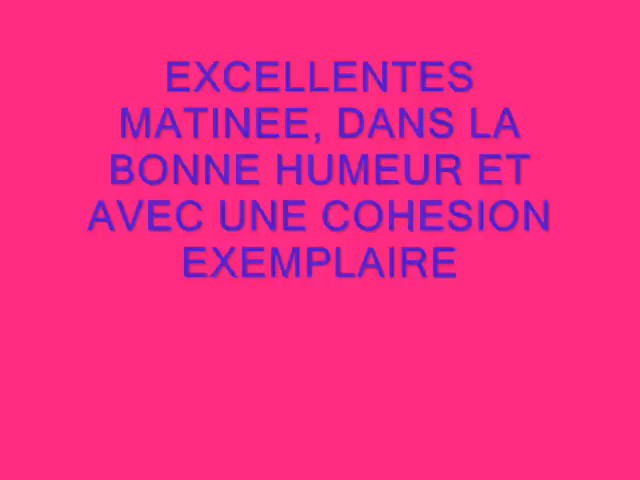 EXCELLENTES
MATINEE, DANS LA
BONNE HUMEUR ET
AVEC UNE COHESION
EXEMPLAIRE